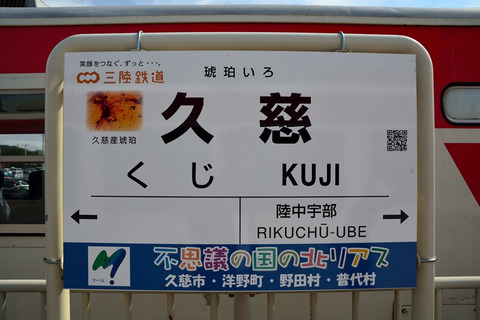 笑顔をつなぐ、ずっと・・・。
三陸鉄道
琥珀いろ
久慈産琥珀
久慈
くじ KUJI
陸中宇部
RIKUCHŪ-UBE
不思議の国の北リアス
久慈市・洋野町・野田村・普代村